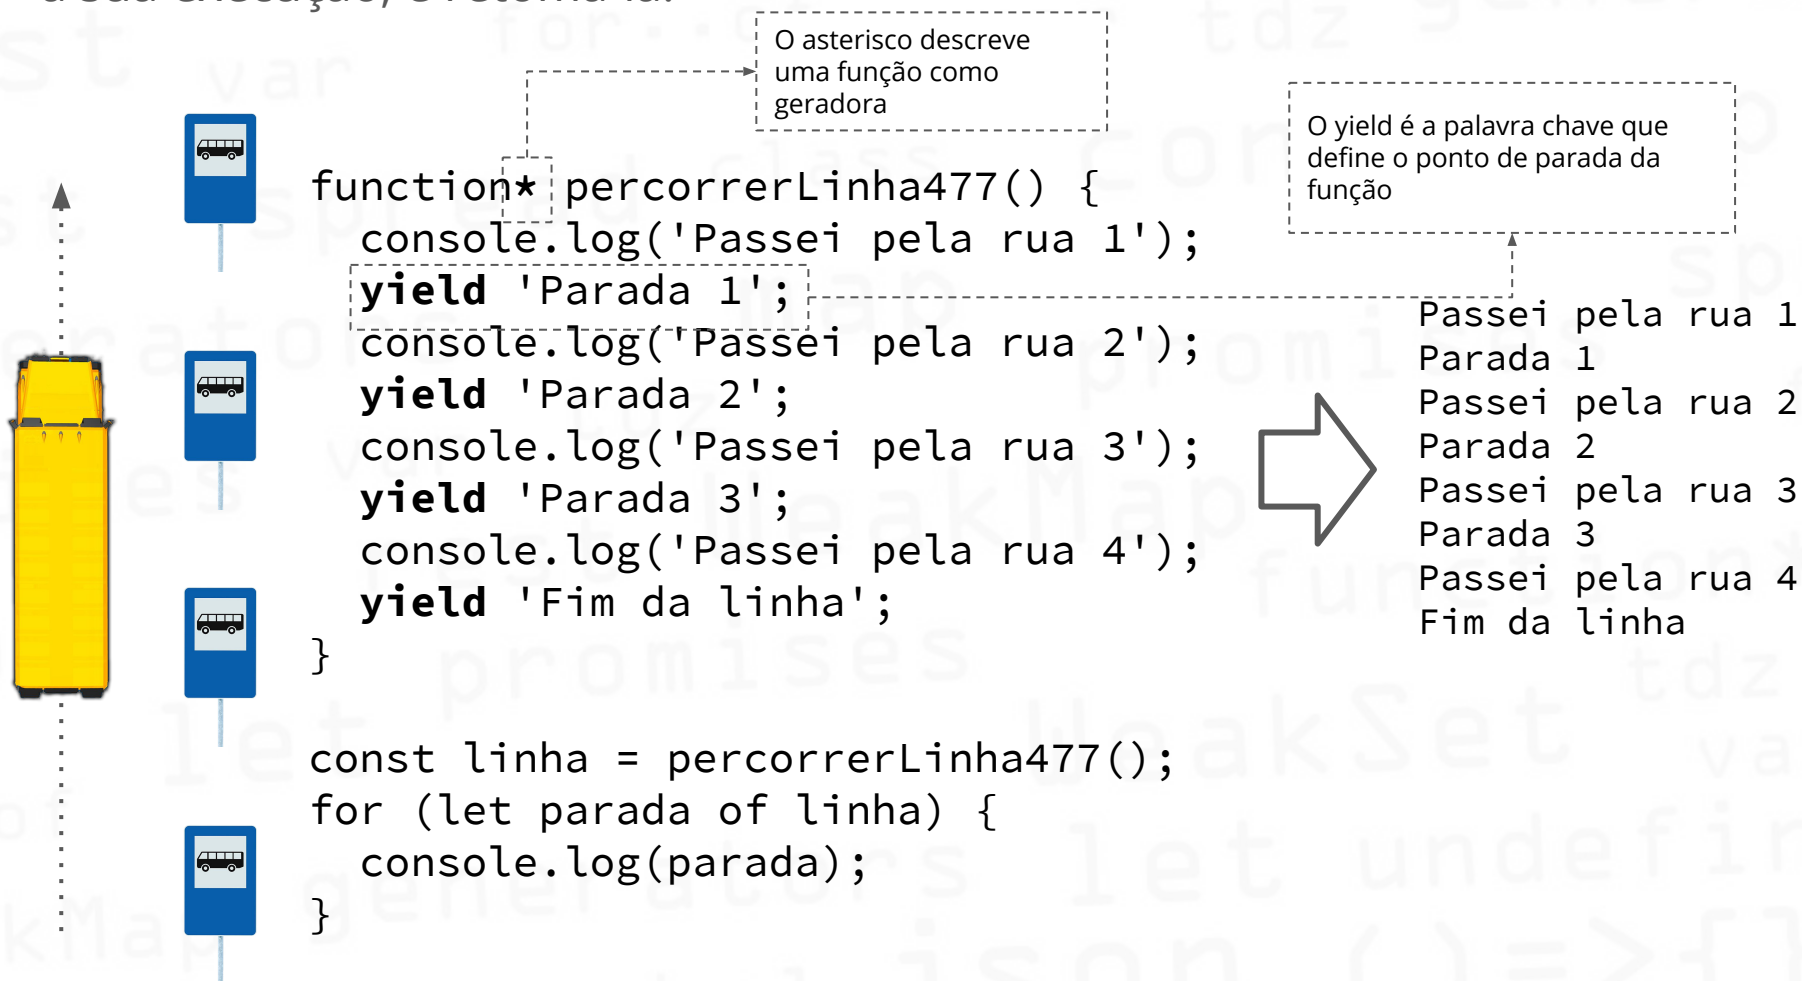 a sua execução, e retomá-la.
O asterisco descreve
uma função como
geradora
O yield é a palavra chave que
define o ponto de parada da
função
function* percorrerLinha477() {
console.log('Passei pela rua 1');
yield 'Parada 1';
console.log('Passei pela rua 2');
yield 'Parada 2';
console.log('Passei pela rua 3');
yield 'Parada 3';
console.log('Passei pela rua 4');
yield 'Fim da linha';
}
const linha = percorrerLinha477();
for (let parada of linha) {
console.log(parada);
}
Passei pela rua 1
Parada 1
Passei pela rua 2
Parada 2
Passei pela rua 3
Parada 3
Passei pela rua 4
Fim da linha